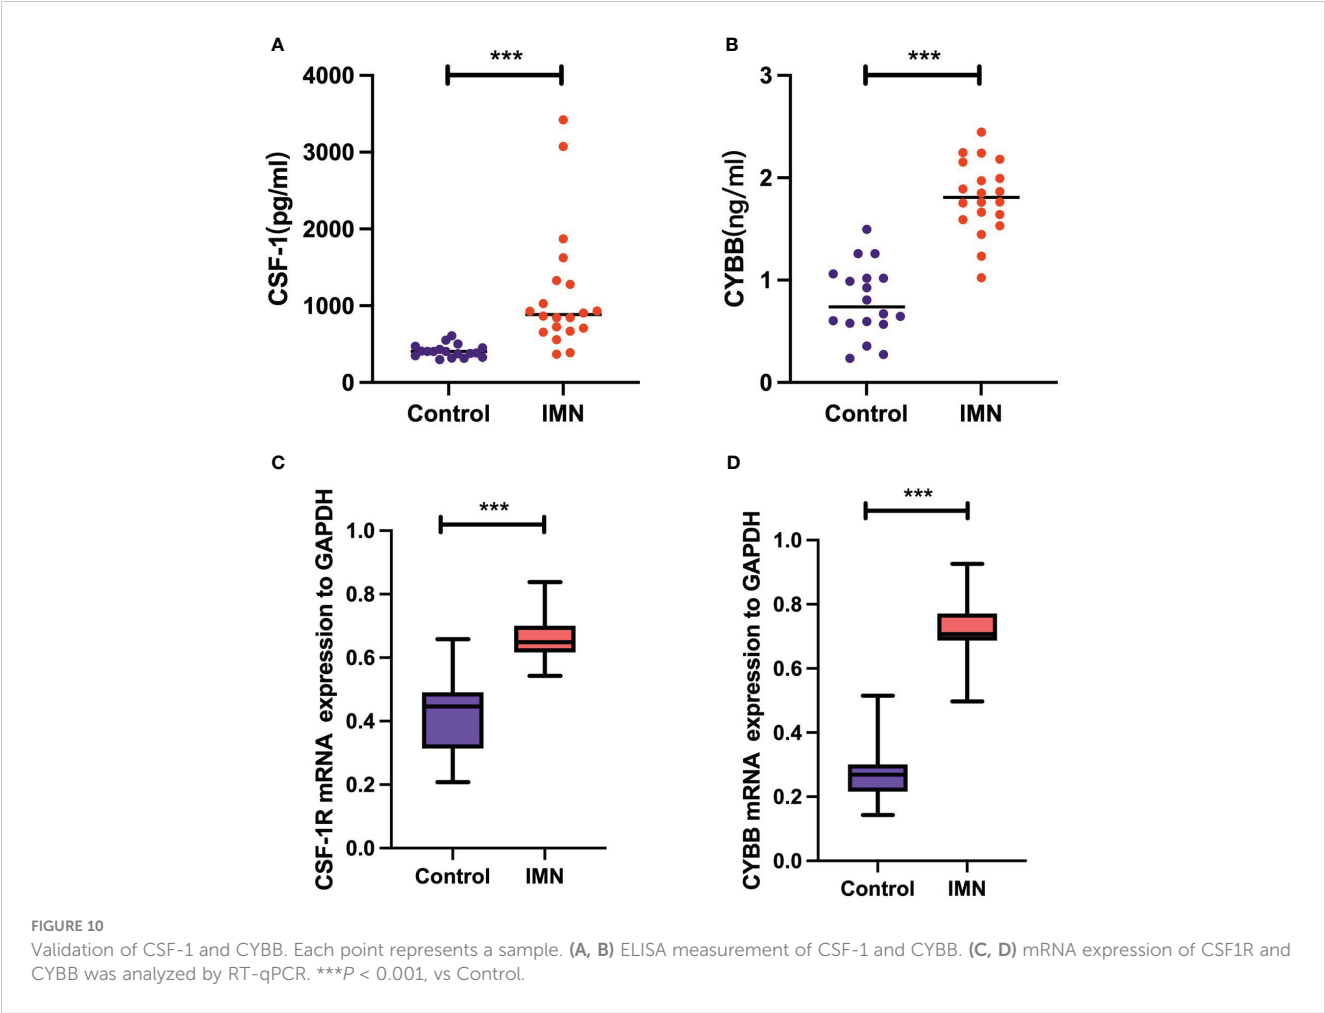 A
***
4000
3000
2000
1000
0
CSF-1(pg/ml)
Control IMN
B
***
3
2
1
0
CYBB(ng/ml)
Control IMN
C
***
1.0
0.8
0.6
0.4
0.2
0.0
CSF-1R mRNA expression to GAPDH
Control IMN
D
***
1.0
0.8
0.6
0.4
0.2
0.0
CYBB mRNA expression to GAPDH
Control IMN
FIGURE 10
Validation of CSF-1 and CYBB. Each point represents a sample. (A, B) ELISA measurement of CSF-1 and CYBB. (C, D) mRNA expression of CSF1R and
CYBB was analyzed by RT-qPCR. ***P < 0.001, vs Control.